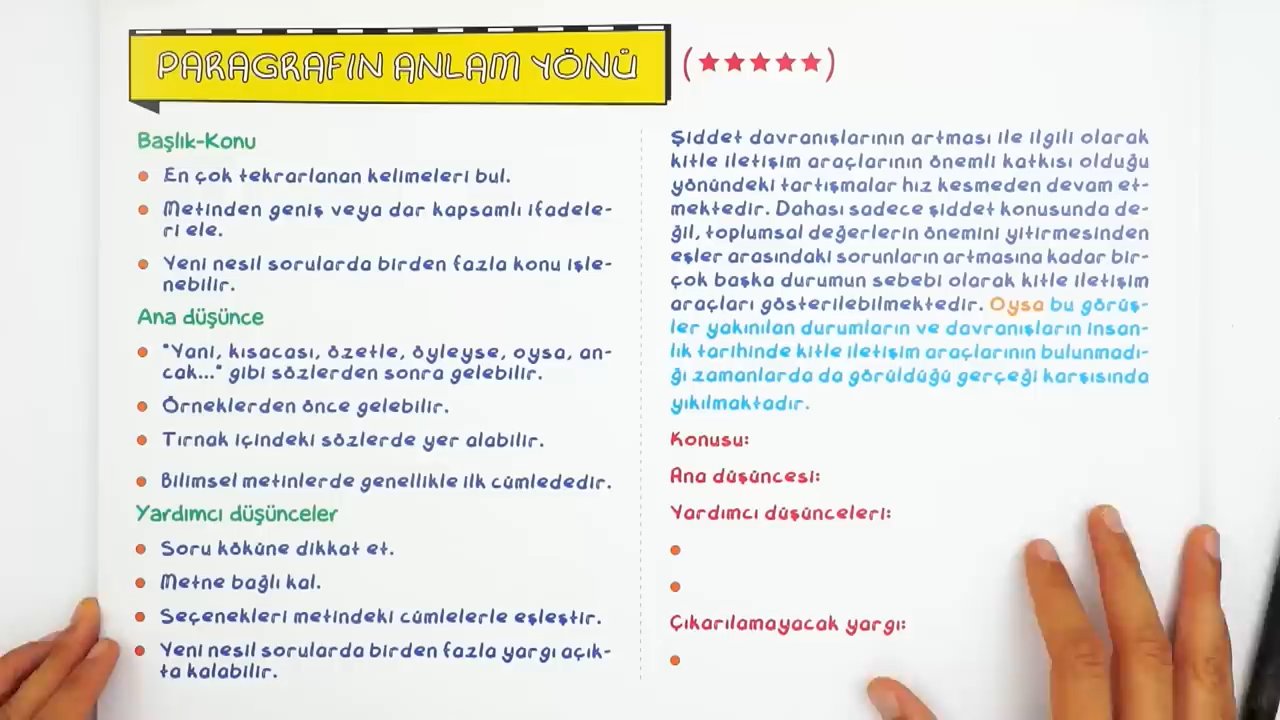 PARAGRAFIN ANLAM YÖNÜ (★★★★★)
Başlık-Konu
• En çok tekrarlanan kelimeleri bul.
• Metinden geniş veya dar kapsamlı ifadele-
ri ele.
• Yeni nesil sorularda birden fazla konu işle-
nebilir.
Ana düşünce
• "Yani, kısacası, özetle, öyleyse, oysa, an-
cak..." gibi sözlerden sonra gelebilir.
• Örneklerden önce gelebilir.
• Tırnak içindeki sözlerde yer alabilir.
• Bilimsel metinlerde genellikle ilk cümlededir.
Yardımcı düşünceler
• Soru köküne dikkat et.
• Metne bağlı kal.
• Seçenekleri metindeki cümlelerle eşleştir.
• Yeni nesil sorularda birden fazla yargı açık-
ta kalabilir.
Şiddet davranışlarının artması ile ilgili olarak
kitle iletişim araçlarının önemli katkısı olduğu
yönündeki tartışmalar hız kesmeden devam et-
mektedir. Dahası sadece şiddet konusunda de-
ğil, toplumsal değerlerin önemini yitirmesinden
eşler arasındaki sorunların artmasına kadar bir-
çok başka durumun sebebi olarak kitle iletişim
araçları gösterilebilmektedir. Oysa bu görüş-
ler yakınılan durumların ve davranışların insan-
lık tarihinde kitle iletişim araçlarının bulunmadı-
ğı zamanlarda da görüldüğü gerçeği karşısında
yıkılmaktadır.
Konusu:
Ana düşüncesi:
Yardımcı düşünceleri:
•
•
Çıkarılamayacak yargı:
•